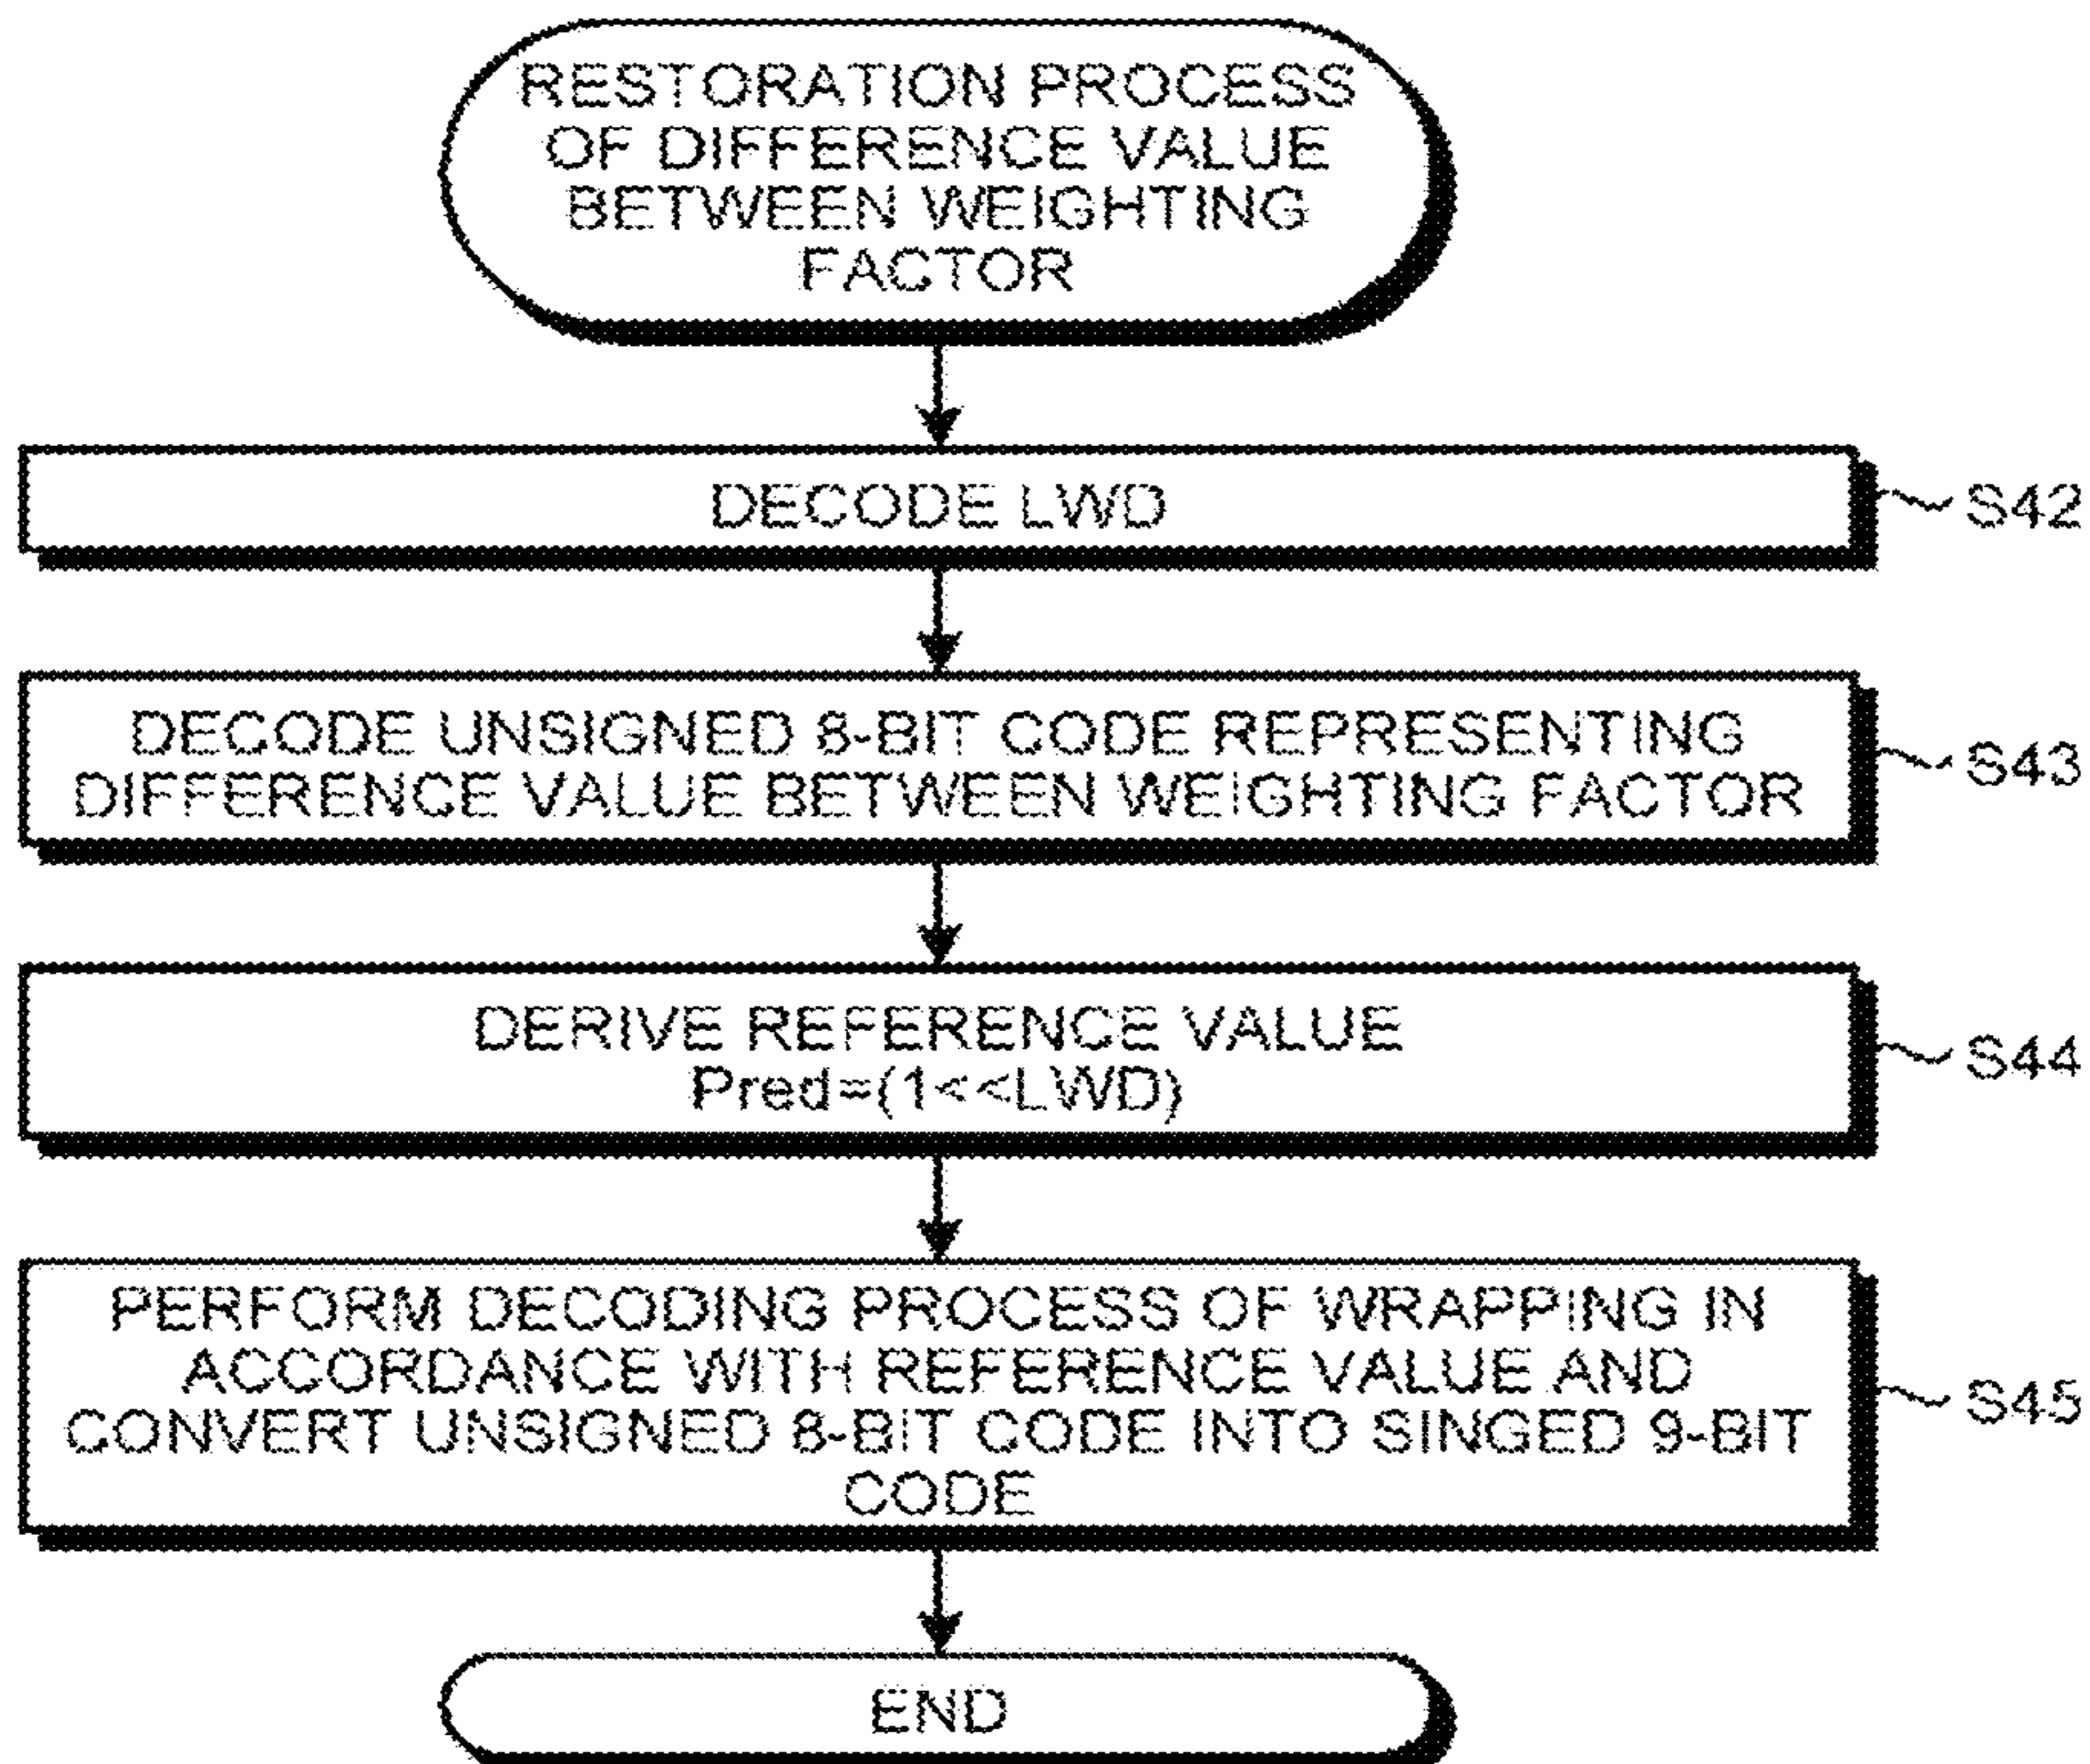 RESTORATION PROCESS
OF DIFFERENCE VALUE
BETWEEN WEIGHTING
FACTOR
DECODE LWD
S42
DECODE UNSIGNED 8-BIT CODE REPRESENTING
DIFFERENCE VALUE BETWEEN WEIGHTING FACTOR
S43
DERIVE REFERENCE VALUE
Pred=(1<<LWD)
S44
PERFORM DECODING PROCESS OF WRAPPING IN
ACCORDANCE WITH REFERENCE VALUE AND
CONVERT UNSIGNED 8-BIT CODE INTO SINGED 9-BIT
CODE
S45
END